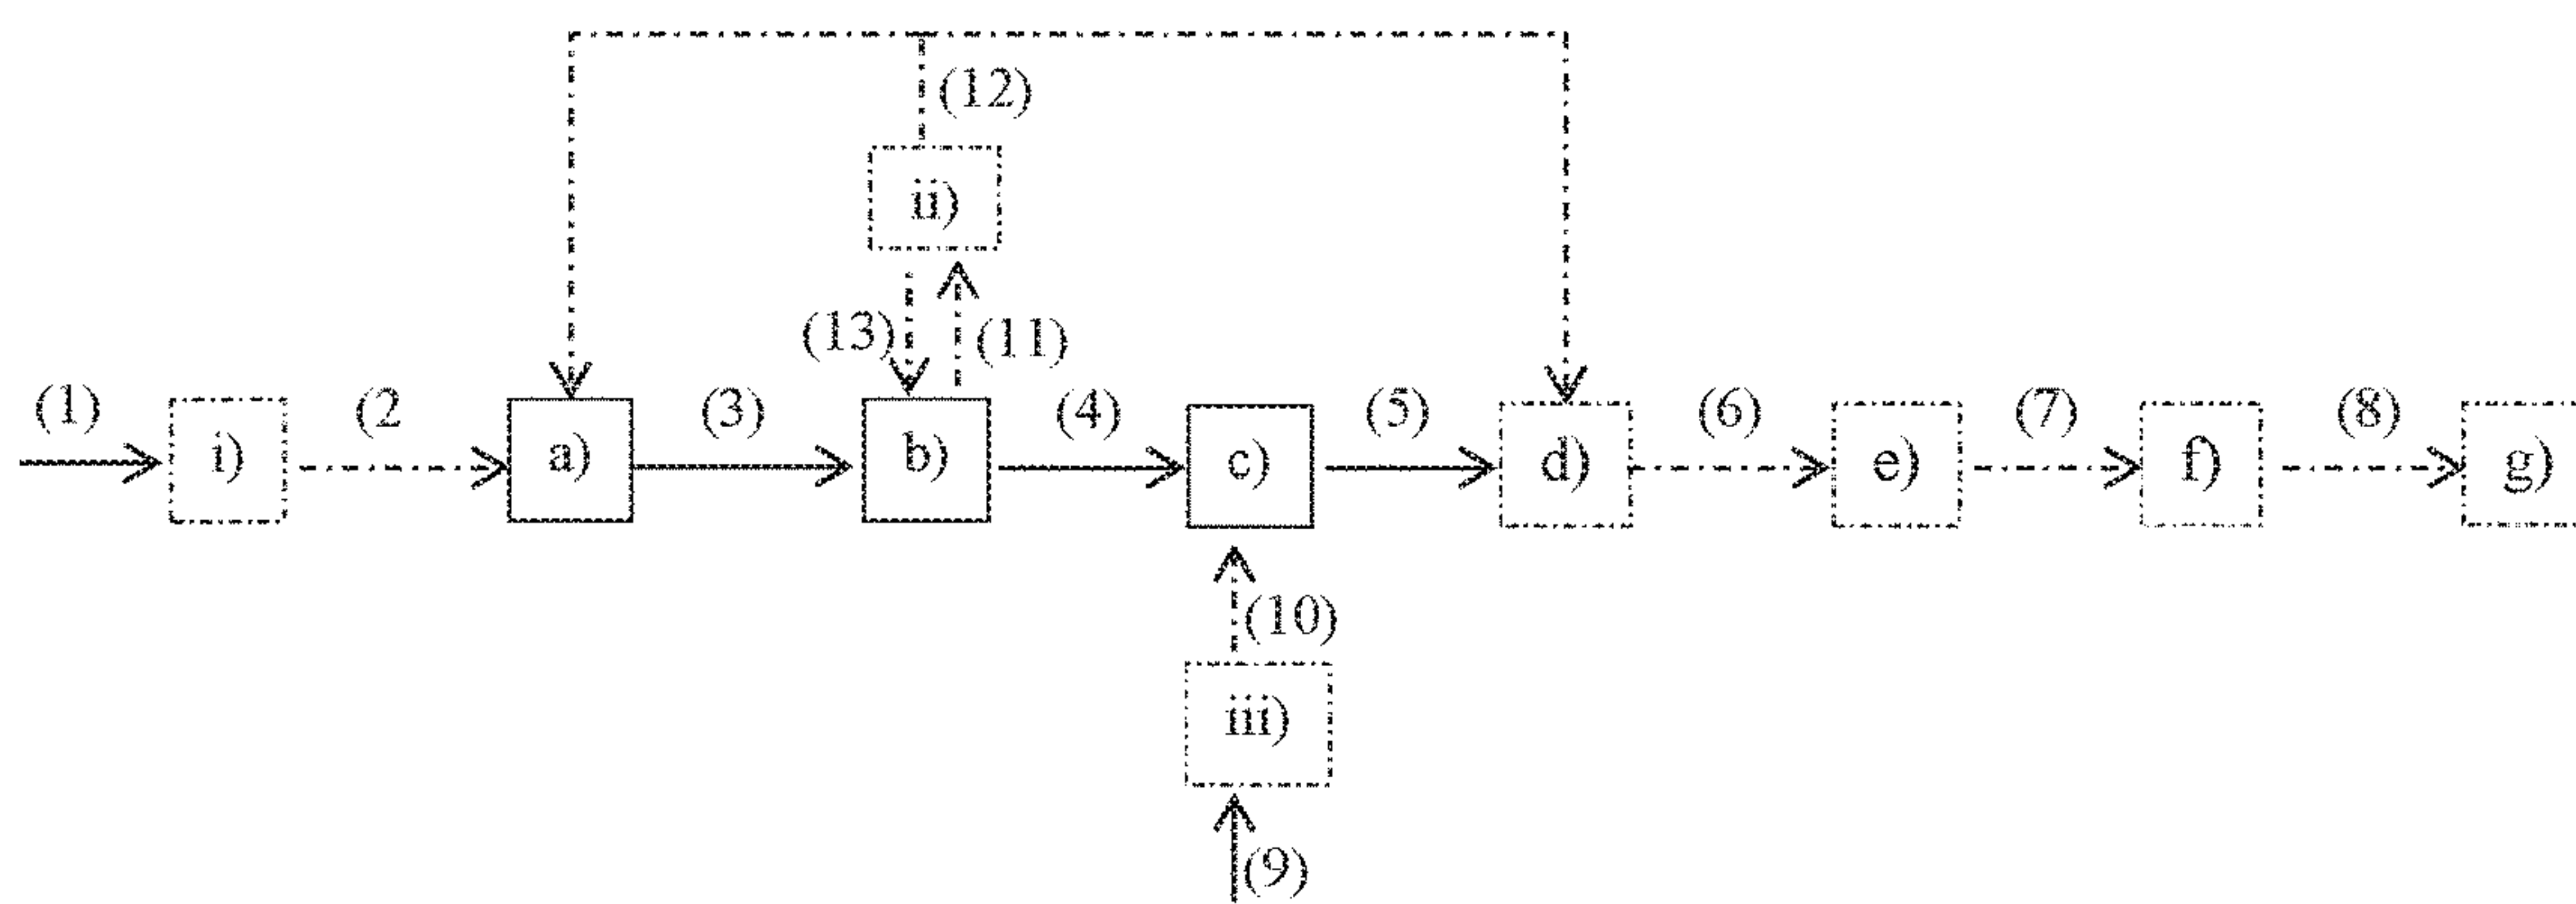 (12)
ii)
(13) (11)
(1) (2 (3) (4) (5) (6) (7) (8)
i) a) b) c) d) e) f) g)
(10)
iii)
(9)